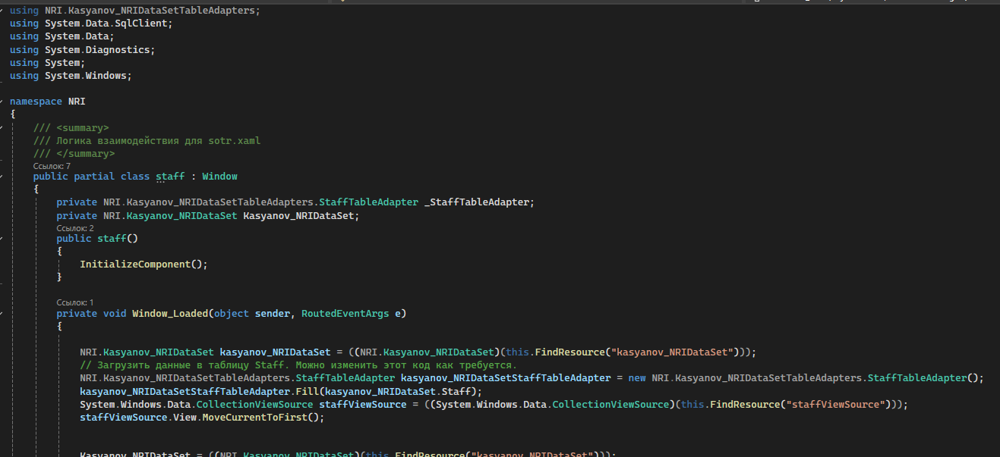 using NRI.Kasyanov_NRIDataSetTableAdapters;
using System.Data.SqlClient;
using System.Data;
using System.Diagnostics;
using System;
using System.Windows;
namespace NRI
{
/// <summary>
/// Логика взаимодействия для sotr.xaml
/// </summary>
Ссылок: 7
public partial class staff : Window
{
private NRI.Kasyanov_NRIDataSetTableAdapters.StaffTableAdapter _StaffTableAdapter;
private NRI.Kasyanov_NRIDataSet Kasyanov_NRIDataSet;
Ссылок: 2
public staff()
{
InitializeComponent();
}
Ссылок: 1
private void Window_Loaded(object sender, RoutedEventArgs e)
{
NRI.Kasyanov_NRIDataSet kasyanov_NRIDataSet = ((NRI.Kasyanov_NRIDataSet)(this.FindResource("kasyanov_NRIDataSet")));
// Загрузить данные в таблицу Staff. Можно изменить этот код как требуется.
NRI.Kasyanov_NRIDataSetTableAdapters.StaffTableAdapter kasyanov_NRIDataSetStaffTableAdapter = new NRI.Kasyanov_NRIDataSetTableAdapters.StaffTableAdapter();
kasyanov_NRIDataSetStaffTableAdapter.Fill(kasyanov_NRIDataSet.Staff);
System.Windows.Data.CollectionViewSource staffViewSource = ((System.Windows.Data.CollectionViewSource)(this.FindResource("staffViewSource")));
staffViewSource.View.MoveCurrentToFirst();
Kasyanov_NRIDataSet = ((NRI.Kasyanov_NRIDataSet)(this.FindResource("kasyanov_NRIDataSet")));